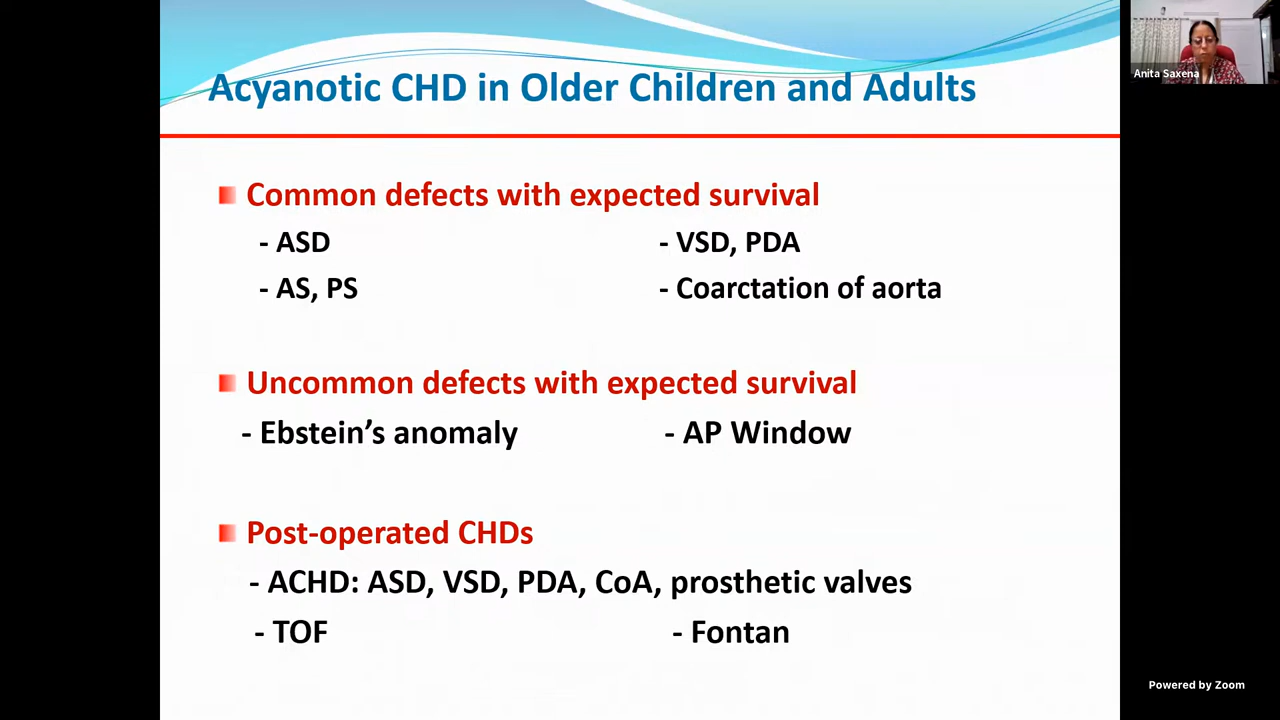 Acyanotic CHD in Older Children and Adults
Anita Saxena
Common defects with expected survival
- ASD - VSD, PDA
- AS, PS - Coarctation of aorta
Uncommon defects with expected survival
- Ebstein’s anomaly - AP Window
Post-operated CHDs
- ACHD: ASD, VSD, PDA, CoA, prosthetic valves
- TOF - Fontan
Powered by Zoom